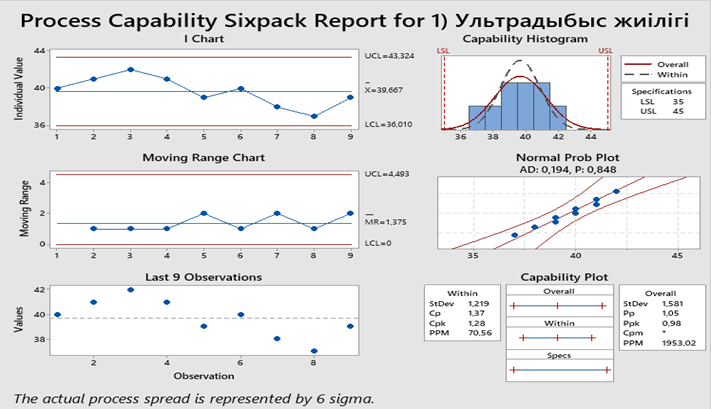 Process Capability Sixpack Report for 1) Ультрадыбыс жиілігі
I Chart
Individual Value
44
40
36
1 2 3 4 5 6 7 8 9
UCL=43,324
X=39,667
LCL=36,010
Moving Range Chart
Moving Range
4
2
0
1 2 3 4 5 6 7 8 9
UCL=4,493
MR=1,375
LCL=0
Last 9 Observations
Values
42
40
38
2 4 6 8
Observation
Capability Histogram
LSL USL
36 38 40 42 44
Overall
Within
Specifications
LSL 35
USL 45
Normal Prob Plot
AD: 0,194, P: 0,848
35 40 45
Capability Plot
Within
StDev 1,219
Cp 1,37
Cpk 1,28
PPM 70,56
Overall
Within
Specs
Overall
StDev 1,581
Pp 1,05
Ppk 0,98
Cpm *
PPM 1953,02
The actual process spread is represented by 6 sigma.